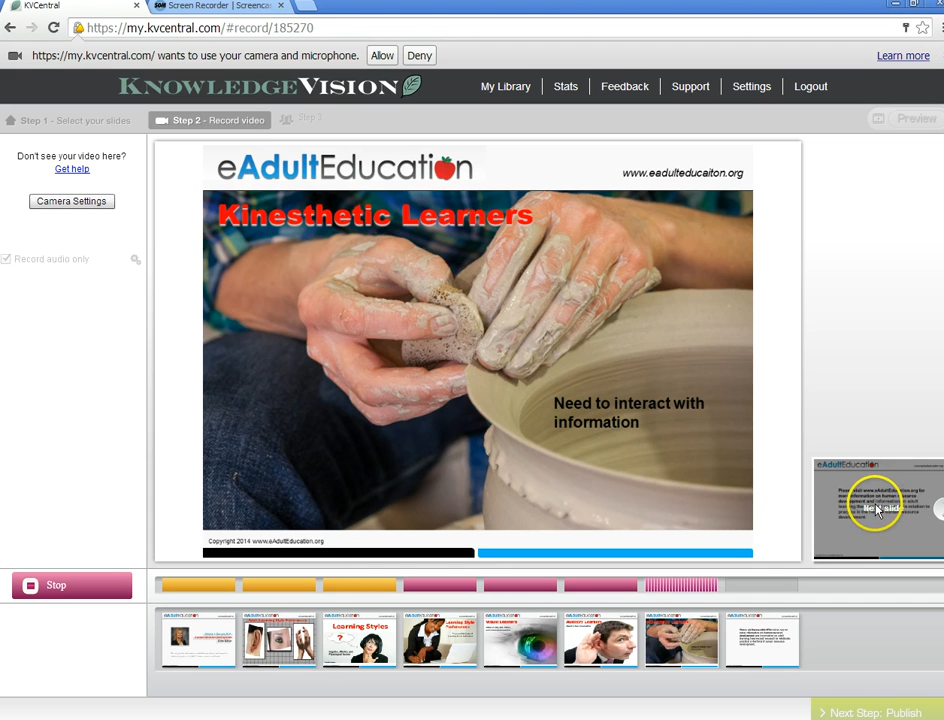 KVCentral
Screen Recorder | Screencas
https://my.kvcentral.com/#record/185270
https://my.kvcentral.com/ wants to use your camera and microphone.
Allow
Deny
Learn more
KNOWLEDGEVISION
My Library
Stats
Feedback
Support
Settings
Logout
Step 1 - Select your slides
Step 2 - Record video
Step 3
Preview
Don't see your video here?
Get help
Camera Settings
Record audio only
eAdultEducation
www.eadulteducaiton.org
Kinesthetic Learners
Need to interact with
information
Copyright 2014 www.eAdultEducation.org
eAdultEducation
Stop
Learning Styles
Next Step: Publish